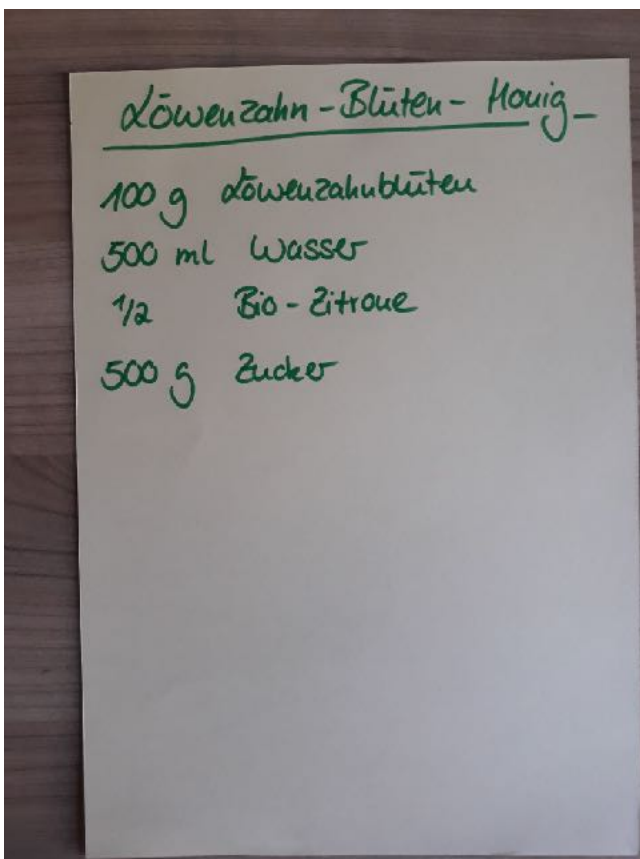 Löwenzahn-Blüten-Honig
100 g Löwenzahnblüten
500 ml Wasser
1/2 Bio-Zitrone
500 g Zucker